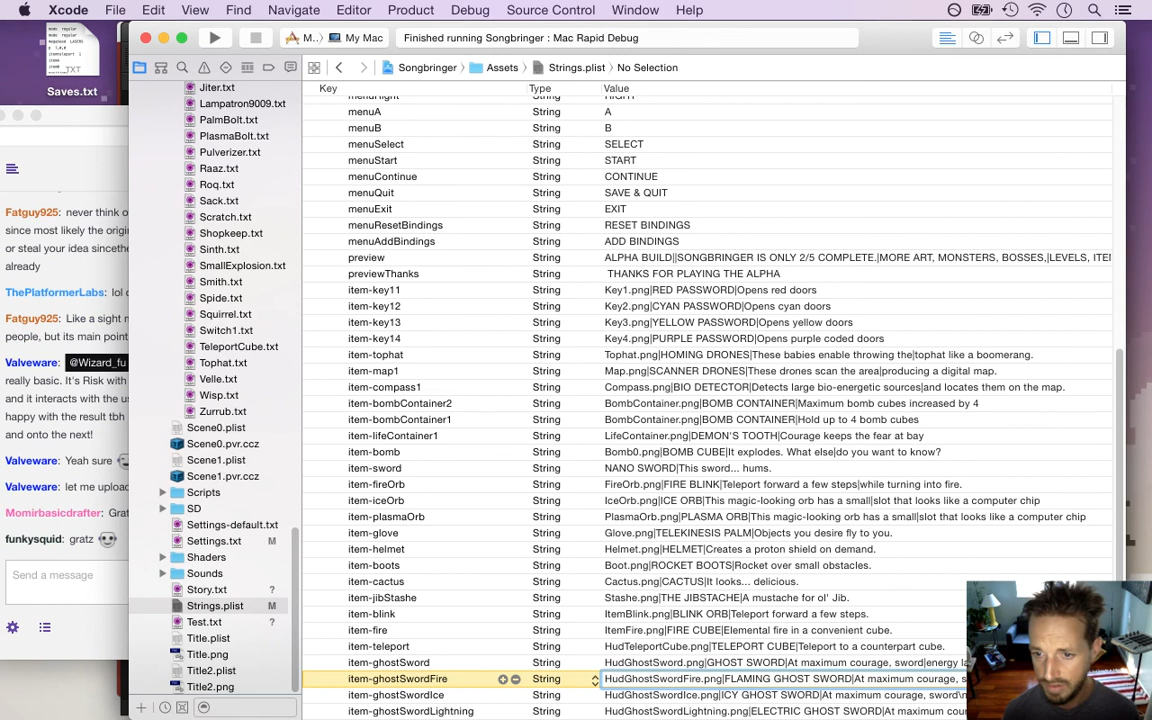 Xcode File Edit View Find Navigate Editor Product Debug Source Control Window Help
M.. My Mac Finished running Songbringer : Mac Rapid Debug
Songbringer Assets Strings.plist No Selection
Key Type Value
Saves.txt
TXT
Fatguy925: never think o
since most likely the origin
or steal your idea sincethe
already
ThePlatformerLabs: lol
Fatguy925: Like a sight n
people, but its main point
Valveware: @Wizard_fu
really basic. It's Risk with
and it interacts with the us
happy with the result tbh
and onto the next!
Valveware: Yeah sure
Valveware: let me upload
Momirbasicdrafter: Grat
funkysquid: gratz
Send a message
Jiter.txt
Lampatron9009.txt
PalmBolt.txt
PlasmaBolt.txt
Pulverizer.txt
Raaz.txt
Roq.txt
Sack.txt
Scratch.txt
Shopkeep.txt
Sinth.txt
SmallExplosion.txt
Smith.txt
Spide.txt
Squirrel.txt
Switch1.txt
TeleportCube.txt
Tophat.txt
Velle.txt
Wisp.txt
Zurrub.txt
Scene0.plist
Scene0.pvr.ccz
Scene1.plist
Scene1.pvr.ccz
Scripts
SD
Settings-default.txt
Settings.txt M
Shaders
Sounds
Story.txt ?
Strings.plist M
Test.txt ?
Title.plist
Title.png
Title2.plist
Title2.png
menuRight String RIGHT
menuA String A
menuB String B
menuSelect String SELECT
menuStart String START
menuContinue String CONTINUE
menuQuit String SAVE & QUIT
menuExit String EXIT
menuResetBindings String RESET BINDINGS
menuAddBindings String ADD BINDINGS
preview String ALPHA BUILD||SONGBRINGER IS ONLY 2/5 COMPLETE.|MORE ART, MONSTERS, BOSSES,|LEVELS, ITEM
previewThanks String THANKS FOR PLAYING THE ALPHA
item-key11 String Key1.png|RED PASSWORD|Opens red doors
item-key12 String Key2.png|CYAN PASSWORD|Opens cyan doors
item-key13 String Key3.png|YELLOW PASSWORD|Opens yellow doors
item-key14 String Key4.png|PURPLE PASSWORD|Opens purple coded doors
item-tophat String Tophat.png|HOMING DRONES|These babies enable throwing the|tophat like a boomerang.
item-map1 String Map.png|SCANNER DRONES|These drones scan the area|producing a digital map.
item-compass1 String Compass.png|BIO DETECTOR|Detects large bio-energetic sources|and locates them on the map.
item-bombContainer2 String BombContainer.png|BOMB CONTAINER|Maximum bomb cubes increased by 4
item-bombContainer1 String BombContainer.png|BOMB CONTAINER|Hold up to 4 bomb cubes
item-lifeContainer1 String LifeContainer.png|DEMON'S TOOTH|Courage keeps the fear at bay
item-bomb String Bomb0.png|BOMB CUBE|It explodes. What else|do you want to know?
item-sword String NANO SWORD|This sword... hums.
item-fireOrb String FireOrb.png|FIRE BLINK|Teleport forward a few steps|while turning into fire.
item-iceOrb String IceOrb.png|ICE ORB|This magic-looking orb has a small|slot that looks like a computer chip
item-plasmaOrb String PlasmaOrb.png|PLASMA ORB|This magic-looking orb has a small|slot that looks like a computer chip
item-glove String Glove.png|TELEKINESIS PALM|Objects you desire fly to you.
item-helmet String Helmet.png|HELMET|Creates a proton shield on demand.
item-boots String Boot.png|ROCKET BOOTS|Rocket over small obstacles.
item-cactus String Cactus.png|CACTUS|It looks... delicious.
item-jibStashe String Stashe.png|THE JIBSTACHE|A mustache for ol' Jib.
item-blink String ItemBlink.png|BLINK ORB|Teleport forward a few steps.
item-fire String ItemFire.png|FIRE CUBE|Elemental fire in a convenient cube.
item-teleport String HudTeleportCube.png|TELEPORT CUBE|Teleport to a counterpart cube.
item-ghostSword String HudGhostSword.png|GHOST SWORD|At maximum courage, sword|energy la
item-ghostSwordFire String HudGhostSwordFire.png|FLAMING GHOST SWORD|At maximum courage, s
item-ghostSwordIce String HudGhostSwordIce.png|ICY GHOST SWORD|At maximum courage, sword\n
item-ghostSwordLightning String HudGhostSwordLightning.png|ELECTRIC GHOST SWORD|At maximum cou